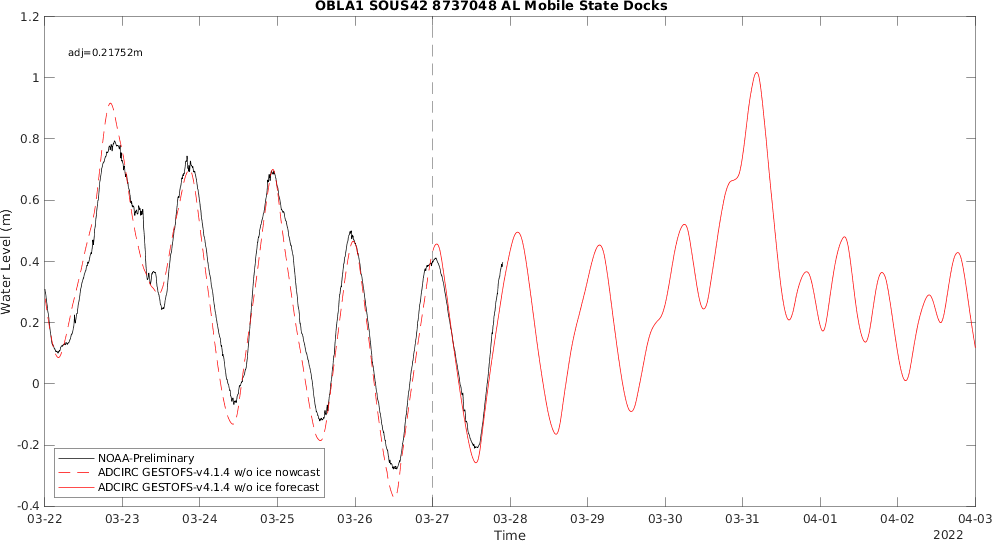 OBLA1 SOUS42 8737048 AL Mobile State Docks
adj=0.21752m
Water Level (m)
1.2
1
0.8
0.6
0.4
0.2
0
-0.2
-0.4
NOAA-Preliminary
ADCIRC GESTOFS-v4.1.4 w/o ice nowcast
ADCIRC GESTOFS-v4.1.4 w/o ice forecast
03-22 03-23 03-24 03-25 03-26 03-27 03-28 03-29 03-30 03-31 04-01 04-02 04-03
Time
2022